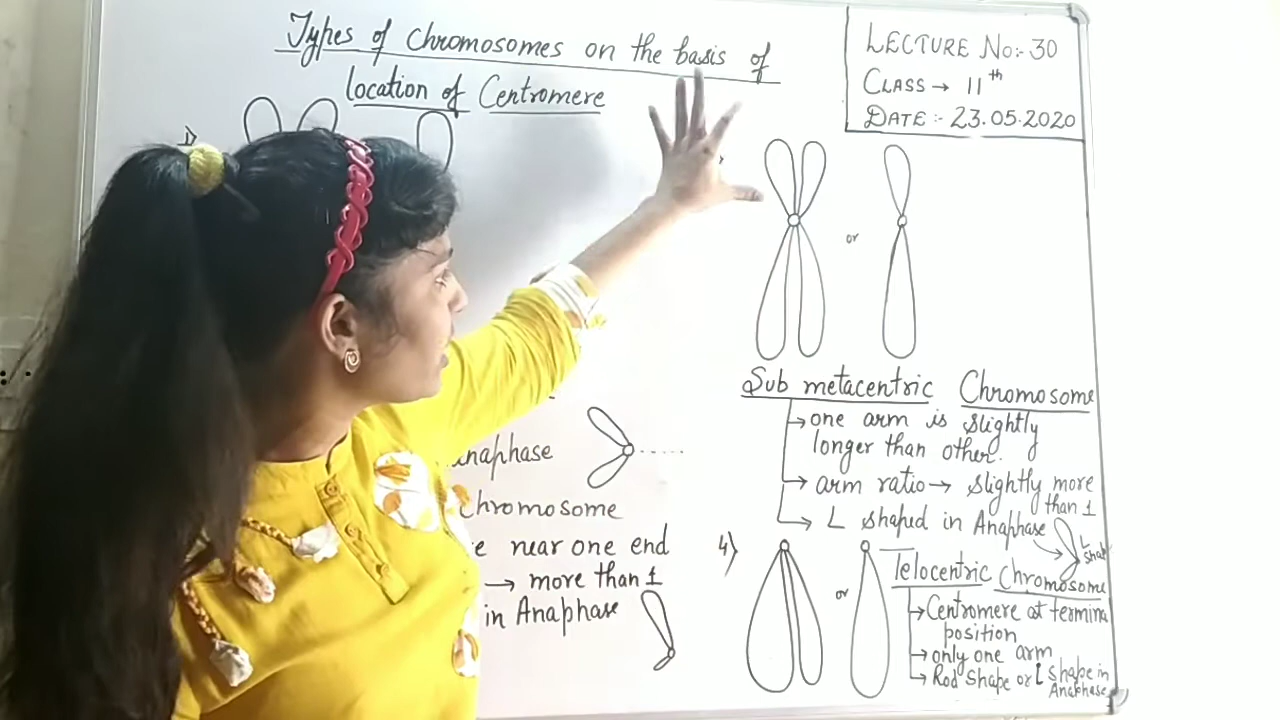 Types of chromosomes on the basis of
location of Centromere
LECTURE No:- 30
CLASS → 11th
DATE :- 23.05.2020
1)
or
Sub metacentric Chromosome
→ one arm is slightly
longer than other.
→ arm ratio → slightly more
than 1
→ L shaped in Anaphase
L
Anaphase
Chromosome
near one end
→ more than 1
in Anaphase
4)
or
Telocentric Chromosome
→ Centromere at termina
position
→ only one arm
→ Rod shape or L shape in
Anaphase